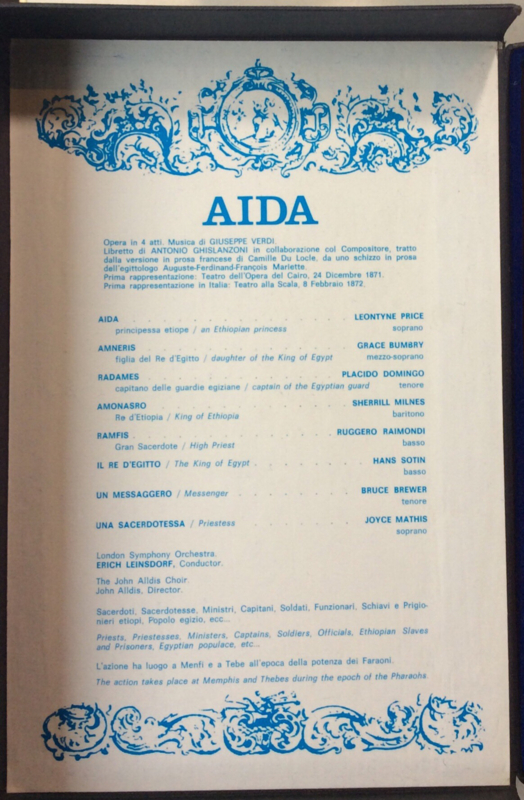 AIDA
Opera in 4 atti. Musica di GIUSEPPE VERDI.
Libretto di ANTONIO GHISLANZONI in collaborazione col Compositore, tratto
dalla versione in prosa francese di Camille Du Locle, da uno schizzo in prosa
dell'egittologo Auguste-Ferdinand-François Mariette.
Prima rappresentazione: Teatro dell'Opera del Cairo, 24 Dicembre 1871.
Prima rappresentazione in Italia: Teatro alla Scala, 8 Febbraio 1872.
AIDA . . . . . . . . . . . . LEONTYNE PRICE
principessa etiope / an Ethiopian princess soprano
AMNERIS . . . . . . . . . . . . GRACE BUMBRY
figlia del Re d'Egitto / daughter of the King of Egypt mezzo-soprano
RADAMES . . . . . . . . . . . . PLACIDO DOMINGO
capitano delle guardie egiziane / captain of the Egyptian guard tenore
AMONASRO . . . . . . . . . . . . SHERRILL MILNES
Re d'Etiopia / King of Ethiopia baritono
RAMFIS . . . . . . . . . . . . RUGGERO RAIMONDI
Gran Sacerdote / High Priest basso
IL RE D'EGITTO / The King of Egypt . . . . . . . HANS SOTIN
basso
UN MESSAGGERO / Messenger . . . . . . . . BRUCE BREWER
tenore
UNA SACERDOTESSA / Priestess . . . . . . . . JOYCE MATHIS
soprano
London Symphony Orchestra.
ERICH LEINSDORF, Conductor.
The John Alldis Choir.
John Alldis, Director.
Sacerdoti, Sacerdotesse, Ministri, Capitani, Soldati, Funzionari, Schiavi e Prigio-
nieri etiopi, Popolo egizio, ecc...
Priests, Priestesses, Ministers, Captains, Soldiers, Officials, Ethiopian Slaves
and Prisoners, Egyptian populace, etc...
L'azione ha luogo a Menfi e a Tebe all'epoca della potenza dei Faraoni.
The action takes place at Memphis and Thebes during the epoch of the Pharaohs.